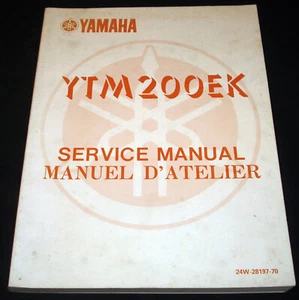 YAMAHA
YTM200EK
SERVICE MANUAL
MANUEL D'ATELIER
24W-28197-70